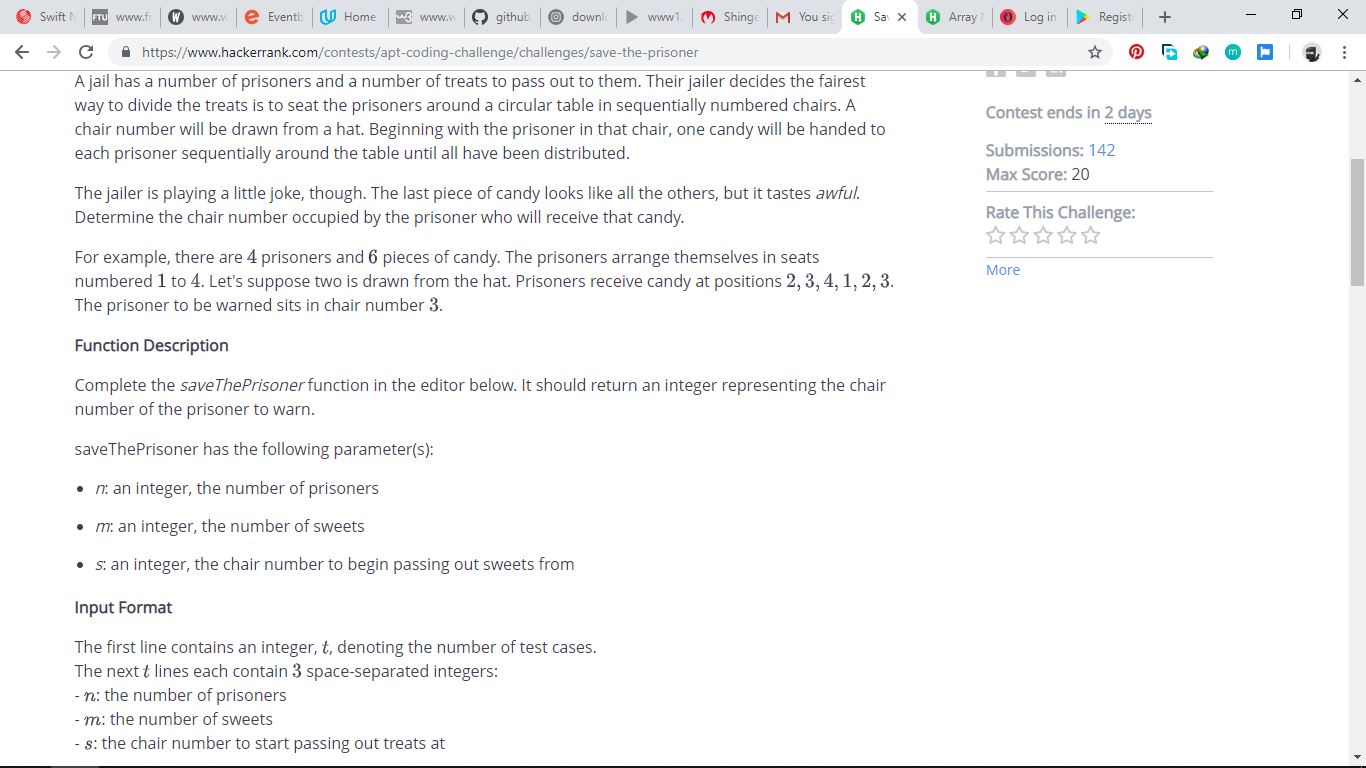 Swift N
FTU www.fi
W www.w
Eventb
Home
w3 www.w
github
downlo
www1.
Shinge
You sig
Sav
Array
Log in
Regist
https://www.hackerrank.com/contests/apt-coding-challenge/challenges/save-the-prisoner
A jail has a number of prisoners and a number of treats to pass out to them. Their jailer decides the fairest
way to divide the treats is to seat the prisoners around a circular table in sequentially numbered chairs. A
chair number will be drawn from a hat. Beginning with the prisoner in that chair, one candy will be handed to
each prisoner sequentially around the table until all have been distributed.
The jailer is playing a little joke, though. The last piece of candy looks like all the others, but it tastes awful.
Determine the chair number occupied by the prisoner who will receive that candy.
For example, there are 4 prisoners and 6 pieces of candy. The prisoners arrange themselves in seats
numbered 1 to 4. Let's suppose two is drawn from the hat. Prisoners receive candy at positions 2, 3, 4, 1, 2, 3.
The prisoner to be warned sits in chair number 3.
Function Description
Complete the saveThePrisoner function in the editor below. It should return an integer representing the chair
number of the prisoner to warn.
saveThePrisoner has the following parameter(s):
• n: an integer, the number of prisoners
• m: an integer, the number of sweets
• s: an integer, the chair number to begin passing out sweets from
Input Format
The first line contains an integer, t, denoting the number of test cases.
The next t lines each contain 3 space-separated integers:
- n: the number of prisoners
- m: the number of sweets
- s: the chair number to start passing out treats at
Contest ends in 2 days
Submissions: 142
Max Score: 20
Rate This Challenge:
More